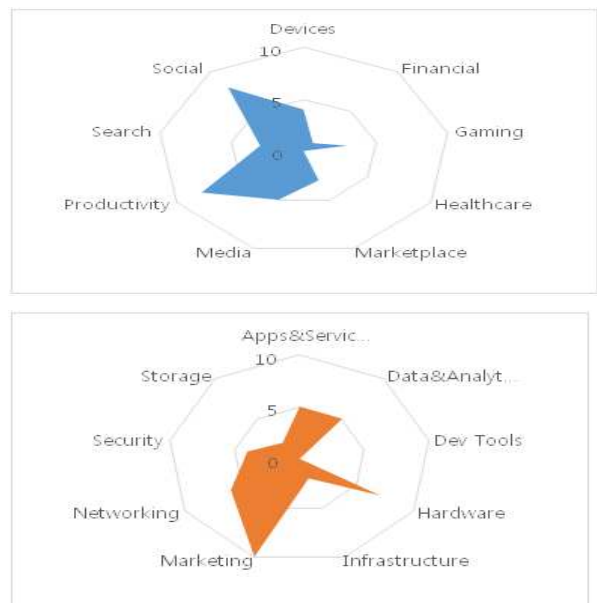 Devices
10
Social
Financial
5
Search
Gaming
0
Productivity
Healthcare
Media
Marketplace
Apps&Servic...
10
Storage
Data&Analyt...
5
Security
Dev Tools
0
Networking
Hardware
Marketing
Infrastructure